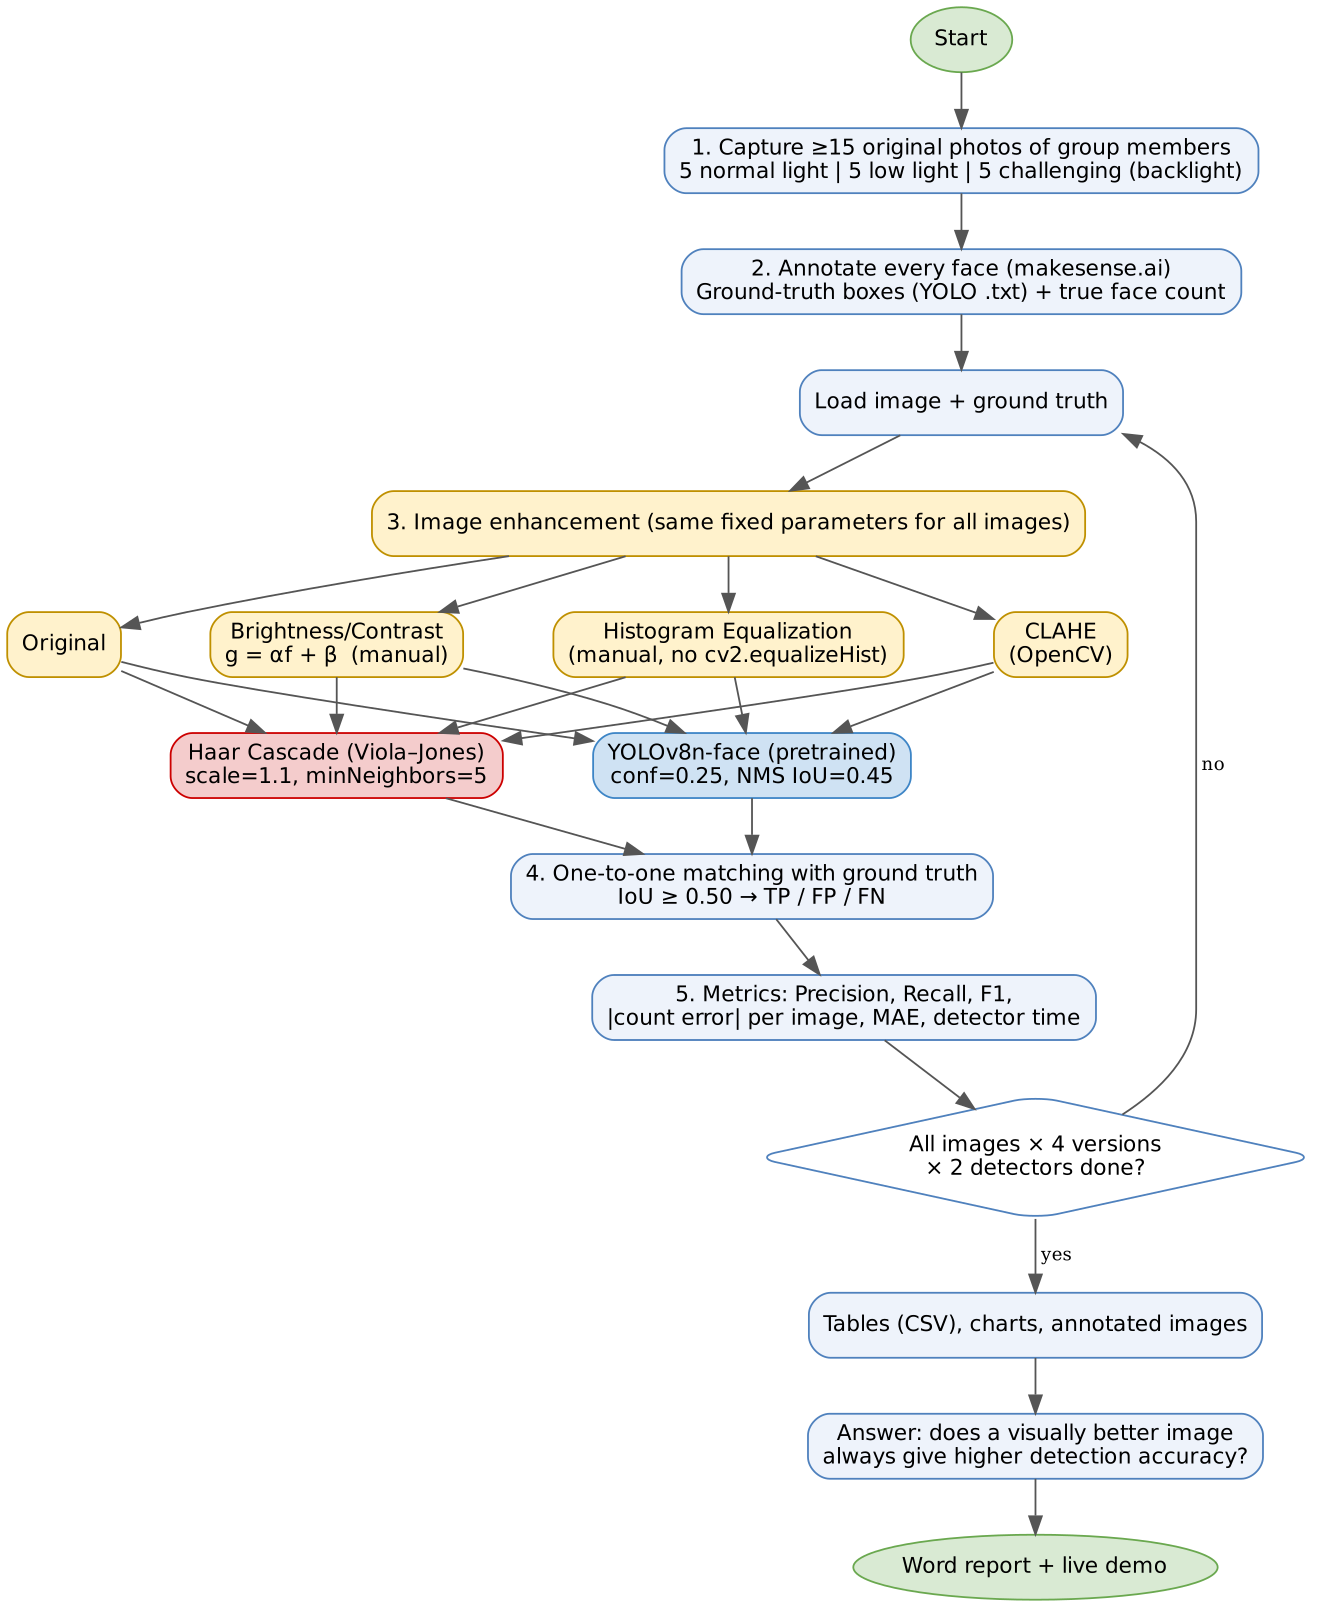 Start
1. Capture ≥15 original photos of group members
5 normal light | 5 low light | 5 challenging (backlight)
2. Annotate every face (makesense.ai)
Ground-truth boxes (YOLO .txt) + true face count
Load image + ground truth
3. Image enhancement (same fixed parameters for all images)
Original
Brightness/Contrast
g = αf + β  (manual)
Histogram Equalization
(manual, no cv2.equalizeHist)
CLAHE
(OpenCV)
Haar Cascade (Viola–Jones)
scale=1.1, minNeighbors=5
YOLOv8n-face (pretrained)
conf=0.25, NMS IoU=0.45
no
4. One-to-one matching with ground truth
IoU ≥ 0.50 → TP / FP / FN
5. Metrics: Precision, Recall, F1,
|count error| per image, MAE, detector time
All images × 4 versions
× 2 detectors done?
yes
Tables (CSV), charts, annotated images
Answer: does a visually better image
always give higher detection accuracy?
Word report + live demo